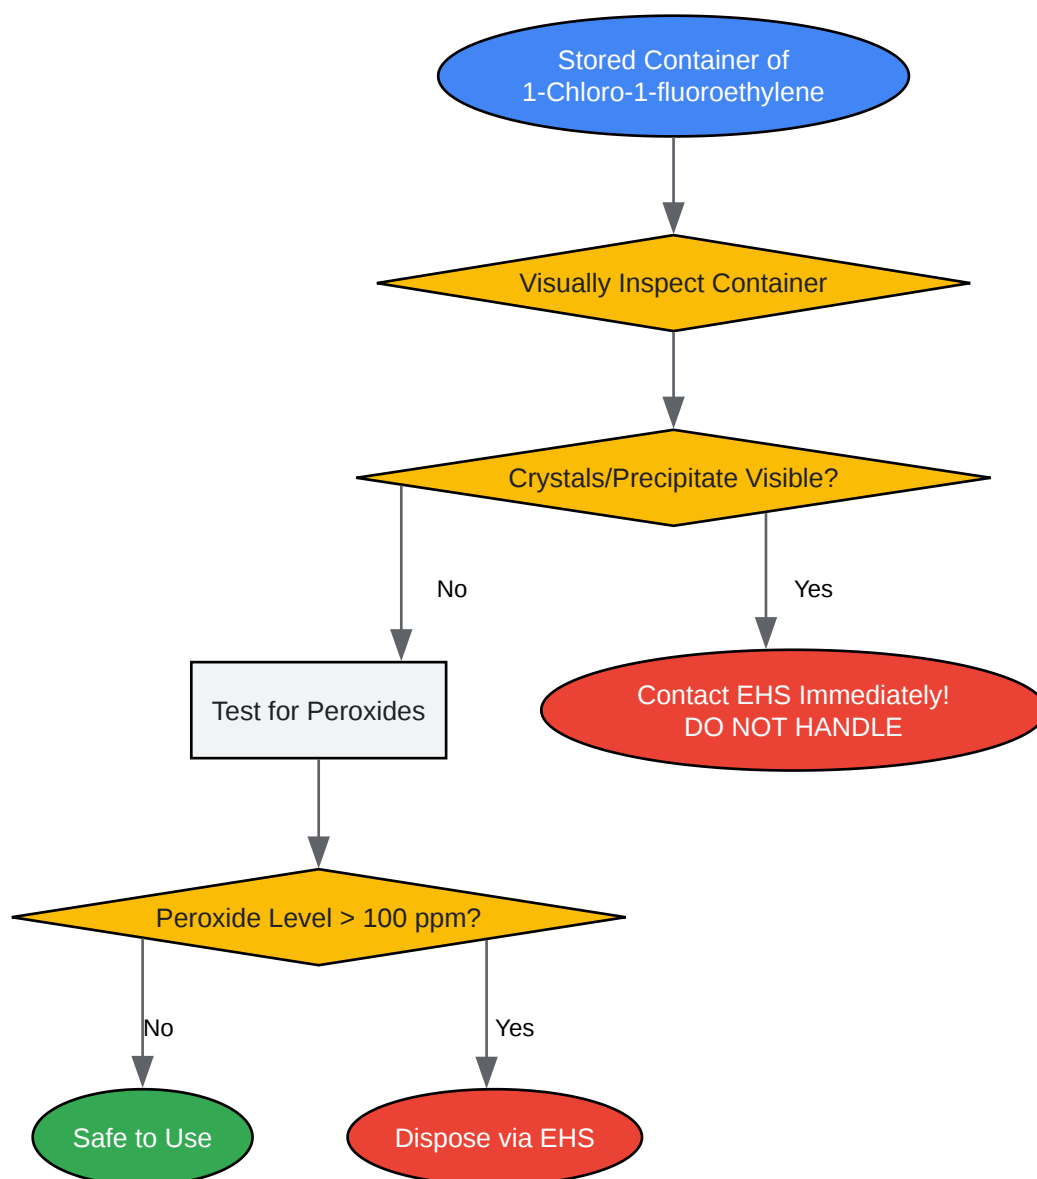 Stored Container of
1-Chloro-1-fluoroethylene
Visually Inspect Container
Crystals/Precipitate Visible?
No
Yes
Test for Peroxides
Contact EHS Immediately!
DO NOT HANDLE
Peroxide Level > 100 ppm?
No
Yes
Safe to Use
Dispose via EHS